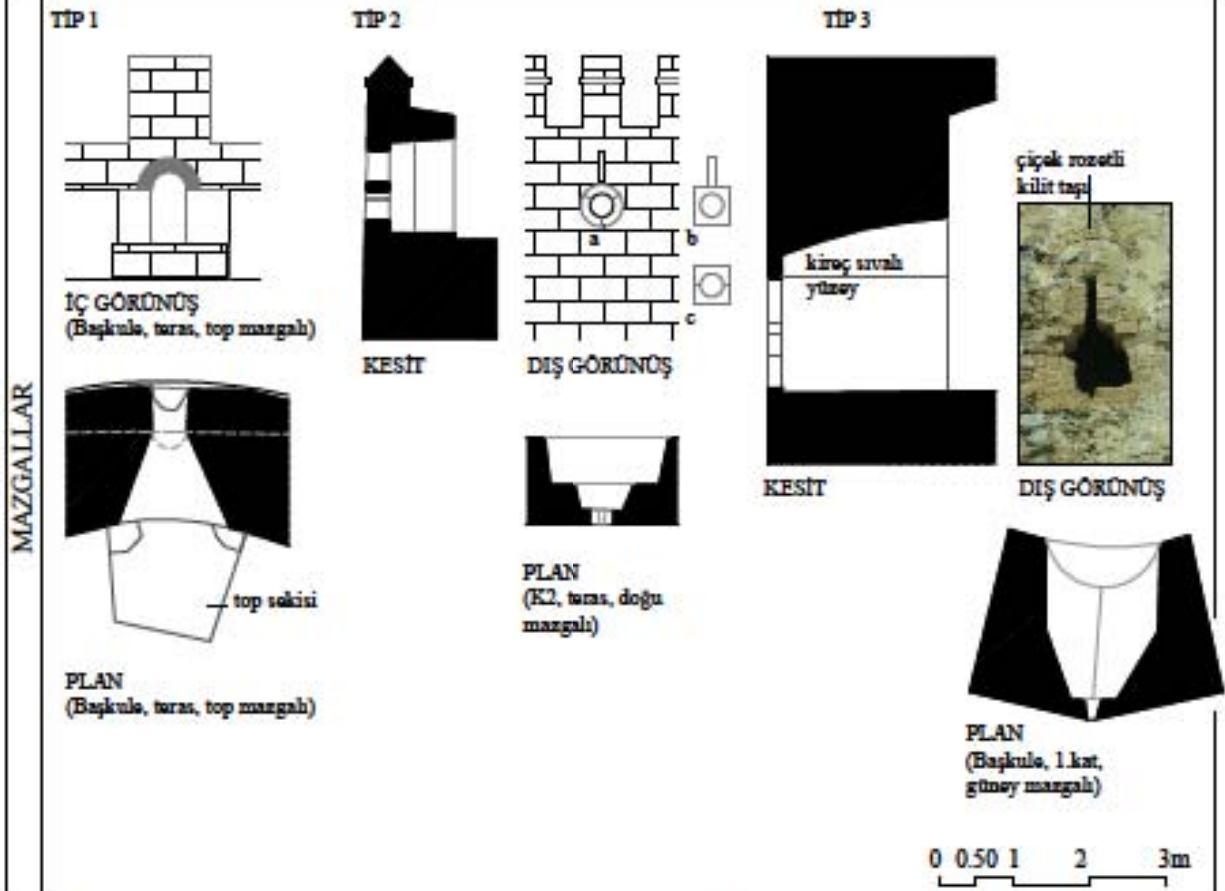 MAZGALLAR
TİP 1
İÇ GÖRÜNÜŞ
(Başkule, teras, top mazgalı)
top sekisi
PLAN
(Başkule, teras, top mazgalı)
TİP 2
a
b
c
KESİT
DIŞ GÖRÜNÜŞ
PLAN
(K2, teras, doğu
mazgalı)
TİP 3
kireç sıvalı
yüzey
çiçek rozetli
kilit taşı
KESİT
DIŞ GÖRÜNÜŞ
PLAN
(Başkule, 1.kat,
güney mazgalı)
0 0.50 1 2 3m